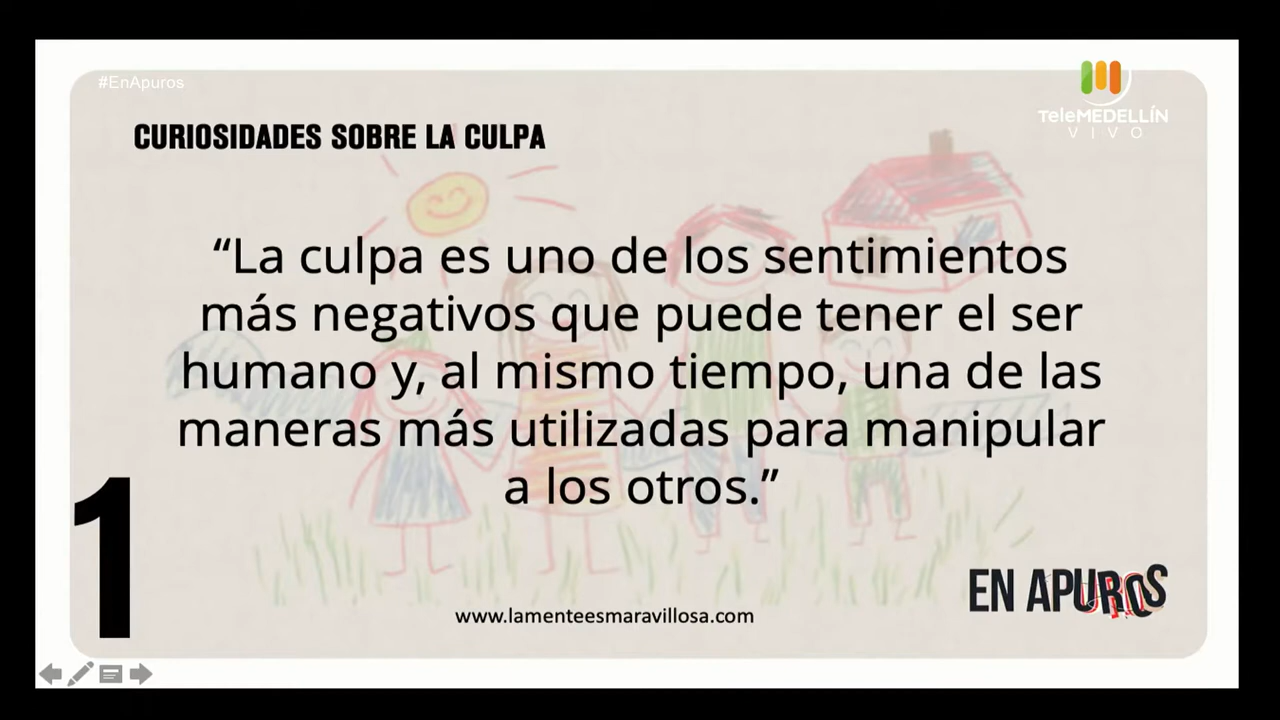 #EnApuros
TeleMEDELLÍN
VIVO
CURIOSIDADES SOBRE LA CULPA
“La culpa es uno de los sentimientos
más negativos que puede tener el ser
humano y, al mismo tiempo, una de las
maneras más utilizadas para manipular
a los otros.”
1
EN APUROS
www.lamenteesmaravillosa.com